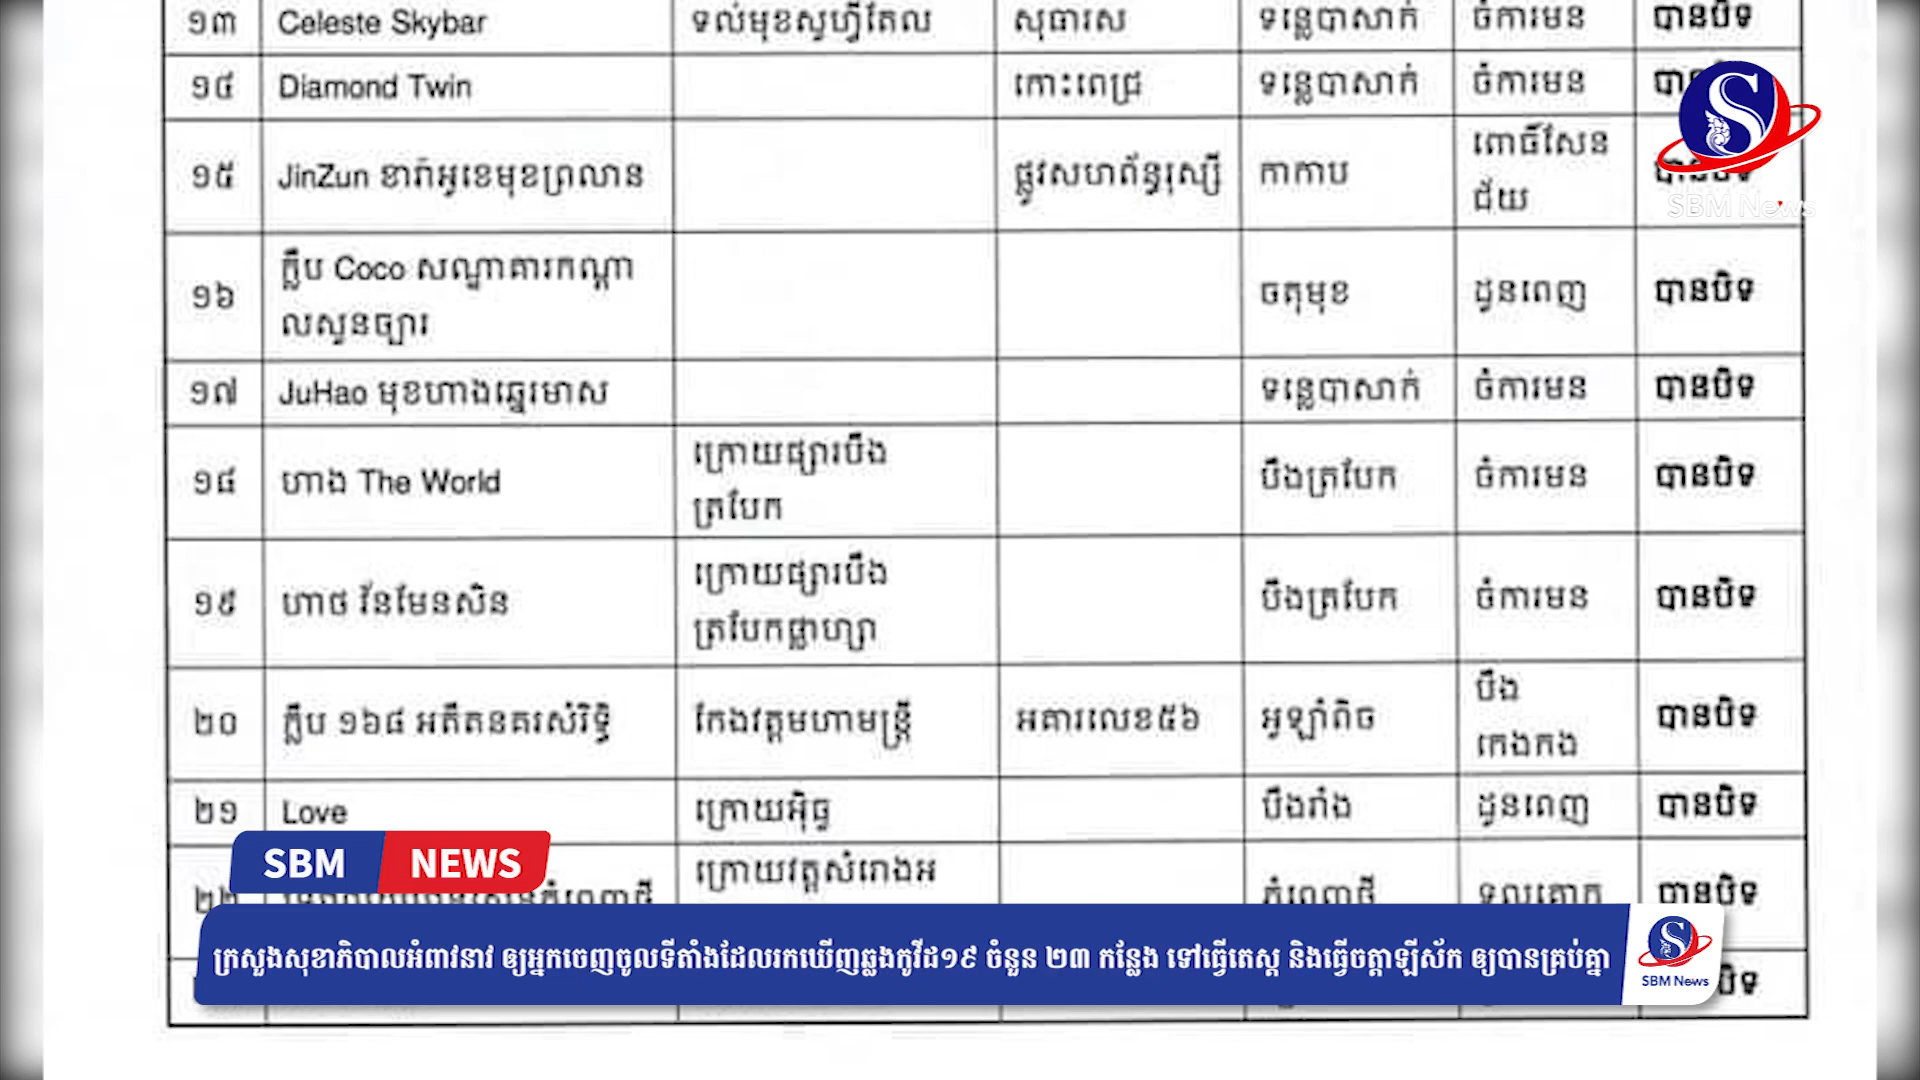 ១៣ Celeste Skybar ទល់មុខសូហ្វីតែល សុធារស ទន្លេបាសាក់ ចំការមន បានបិទ
១៤ Diamond Twin កោះពេជ្រ ទន្លេបាសាក់ ចំការមន
១៥ JinZun ខារ៉ាអូខេមុខព្រលាន ផ្លូវសហព័ន្ធរុស្សី កាកាប ពោធិ៍សែន
ជ័យ
SBM News
១៦ ក្លឹប Coco សណ្ឋាគារកណ្តា
លសួនច្បារ ចតុមុខ ដូនពេញ បានបិទ
១៧ JuHao មុខហាងឆ្នេរមាស ទន្លេបាសាក់ ចំការមន បានបិទ
១៨ ហាង The World ក្រោយផ្សារបឹង
ត្របែក បឹងត្របែក ចំការមន បានបិទ
១៩ ហាថ វ៉ែនមែនសិន ក្រោយផ្សារបឹង
ត្របែកផ្លាហ្សា បឹងត្របែក ចំការមន បានបិទ
២០ ក្លឹប ១៦៨ អតីតនគរសំរិទ្ធិ កែងវត្តមហាមន្ត្រី អគារលេខ៥៦ អូឡាំពិច បឹង
កេងកង បានបិទ
២១ Love ក្រោយអ៊ិធ្វ បឹងរាំង ដូនពេញ បានបិទ
២២ ក្រោយវត្តសំរោងអ ភ្នំពេញថ្មី ទួលគោក បានបិទ
SBM NEWS
ក្រសួងសុខាភិបាលអំពាវនាវ ឲ្យអ្នកចេញចូលទីតាំងដែលរកឃើញឆ្លងកូវីដ១៩ ចំនួន ២៣ កន្លែង ទៅធ្វើតេស្ត និងធ្វើចត្តាឡីស័ក ឲ្យបានគ្រប់គ្នា
SBM News